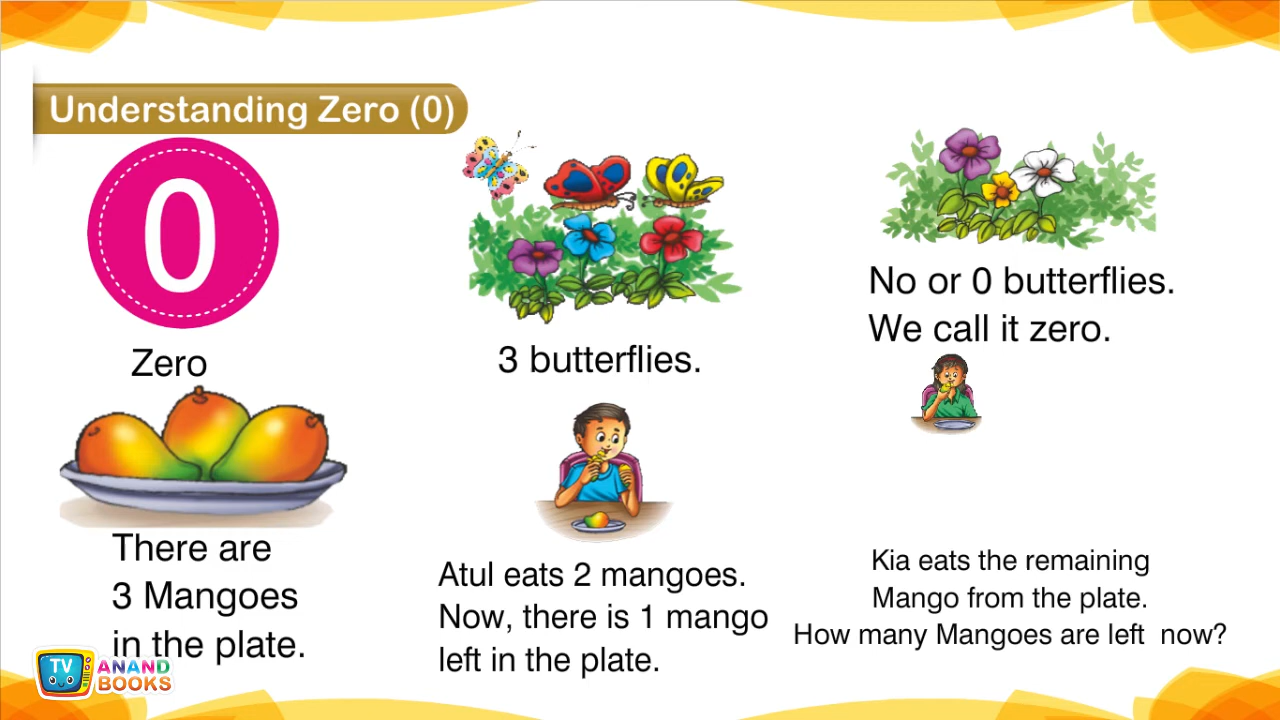 Understanding Zero (0)
0
Zero
3 butterflies.
No or 0 butterflies.
We call it zero.
There are
3 Mangoes
in the plate.
Atul eats 2 mangoes.
Now, there is 1 mango
left in the plate.
Kia eats the remaining
Mango from the plate.
How many Mangoes are left now?
TV
ANAND
BOOKS